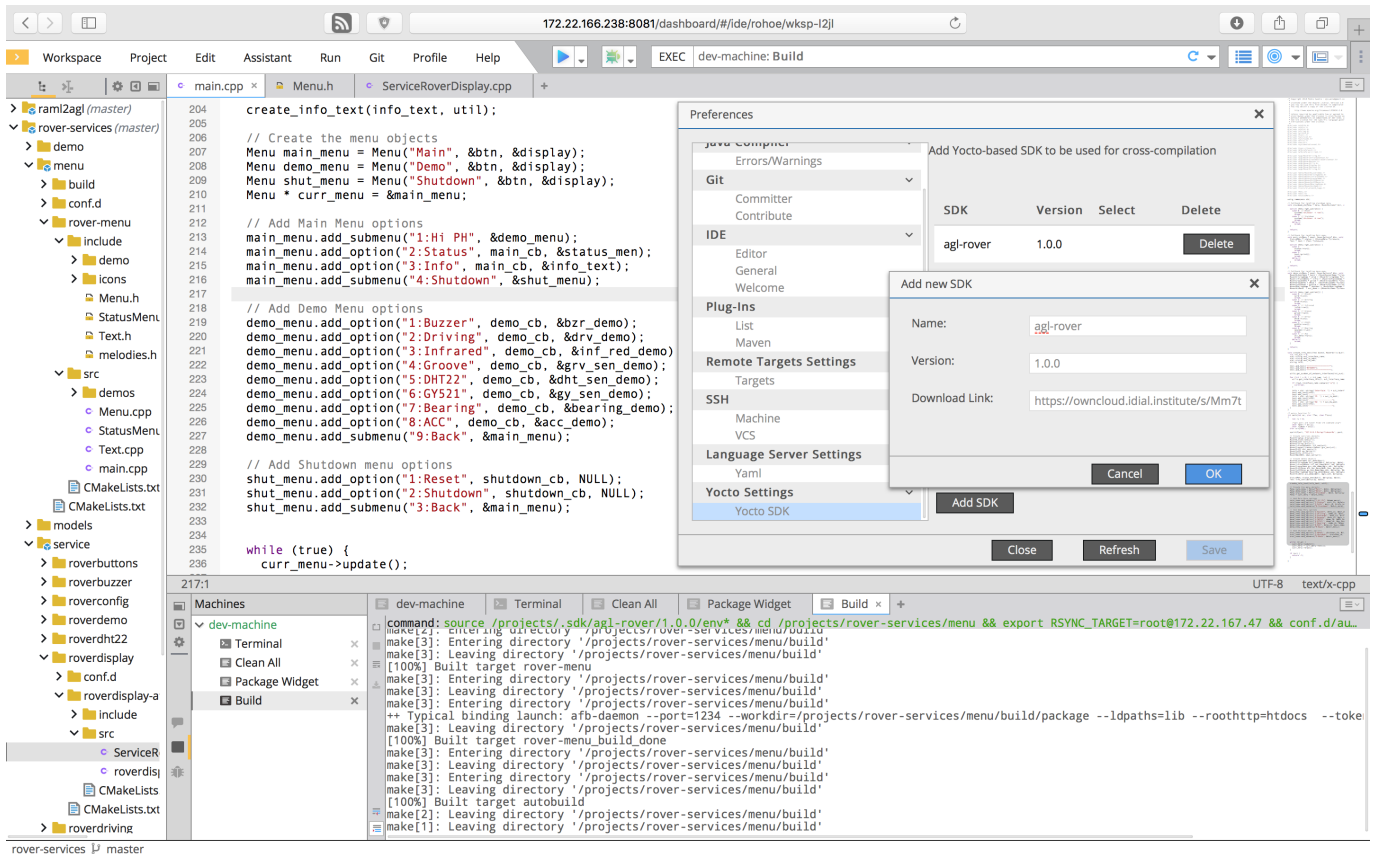 172.22.166.238:8081/dashboard/#/ide/rohoe/wksp-l2jl
Workspace Project Edit Assistant Run Git Profile Help EXEC dev-machine: Build
main.cpp × Menu.h ServiceRoverDisplay.cpp +
raml2agl (master)
rover-services (master)
demo
menu
build
conf.d
rover-menu
include
demo
icons
Menu.h
StatusMenu
Text.h
melodies.h
src
demos
Menu.cpp
StatusMenu
Text.cpp
main.cpp
CMakeLists.txt
CMakeLists.txt
models
service
roverbuttons
roverbuzzer
roverconfig
roverdemo
roverdht22
roverdisplay
conf.d
roverdisplay-a
include
src
ServiceR
roverdisp
CMakeLists
CMakeLists.txt
roverdriving
204 create_info_text(info_text, util);
205
206 // Create the menu objects
207 Menu main_menu = Menu("Main", &btn, &display);
208 Menu demo_menu = Menu("Demo", &btn, &display);
209 Menu shut_menu = Menu("Shutdown", &btn, &display);
210 Menu * curr_menu = &main_menu;
211
212 // Add Main Menu options
213 main_menu.add_submenu("1:Hi PH", &demo_menu);
214 main_menu.add_option("2:Status", main_cb, &status_men);
215 main_menu.add_option("3:Info", main_cb, &info_text);
216 main_menu.add_submenu("4:Shutdown", &shut_menu);
217
218 // Add Demo Menu options
219 demo_menu.add_option("1:Buzzer", demo_cb, &bzr_demo);
220 demo_menu.add_option("2:Driving", demo_cb, &drv_demo);
221 demo_menu.add_option("3:Infrared", demo_cb, &inf_red_demo)
222 demo_menu.add_option("4:Groove", demo_cb, &grv_sen_demo);
223 demo_menu.add_option("5:DHT22", demo_cb, &dht_sen_demo);
224 demo_menu.add_option("6:GY521", demo_cb, &gy_sen_demo);
225 demo_menu.add_option("7:Bearing", demo_cb, &bearing_demo);
226 demo_menu.add_option("8:ACC", demo_cb, &acc_demo);
227 demo_menu.add_submenu("9:Back", &main_menu);
228
229 // Add Shutdown menu options
230 shut_menu.add_option("1:Reset", shutdown_cb, NULL);
231 shut_menu.add_option("2:Shutdown", shutdown_cb, NULL);
232 shut_menu.add_submenu("3:Back", &main_menu);
233
234
235 while (true) {
236 curr_menu->update();
217:1 UTF-8 text/x-cpp
Preferences
Java Compiler
Errors/Warnings
Git
Committer
Contribute
IDE
Editor
General
Welcome
Plug-Ins
List
Maven
Remote Targets Settings
Targets
SSH
Machine
VCS
Language Server Settings
Yaml
Yocto Settings
Yocto SDK
Add Yocto-based SDK to be used for cross-compilation
SDK Version Select Delete
agl-rover 1.0.0 Delete
Add new SDK
Name: agl-rover
Version: 1.0.0
Download Link: https://owncloud.idial.institute/s/Mm7t
Cancel OK
Add SDK
Close Refresh Save
Machines
dev-machine
Terminal
Clean All
Package Widget
Build
dev-machine Terminal Clean All Package Widget Build × +
command: source /projects/.sdk/agl-rover/1.0.0/env* && cd /projects/rover-services/menu && export RSYNC_TARGET=root@172.22.167.47 && conf.d/au…
make[2]: Entering directory '/projects/rover-services/menu/build'
make[3]: Entering directory '/projects/rover-services/menu/build'
make[3]: Leaving directory '/projects/rover-services/menu/build'
[100%] Built target rover-menu
make[3]: Entering directory '/projects/rover-services/menu/build'
make[3]: Leaving directory '/projects/rover-services/menu/build'
make[3]: Entering directory '/projects/rover-services/menu/build'
++ Typical binding launch: afb-daemon --port=1234 --workdir=/projects/rover-services/menu/build/package --ldpaths=lib --roothttp=htdocs --toke
make[3]: Leaving directory '/projects/rover-services/menu/build'
[100%] Built target rover-menu_build_done
make[3]: Entering directory '/projects/rover-services/menu/build'
make[3]: Leaving directory '/projects/rover-services/menu/build'
make[3]: Entering directory '/projects/rover-services/menu/build'
make[3]: Leaving directory '/projects/rover-services/menu/build'
[100%] Built target autobuild
make[2]: Leaving directory '/projects/rover-services/menu/build'
make[1]: Leaving directory '/projects/rover-services/menu/build'
rover-services master